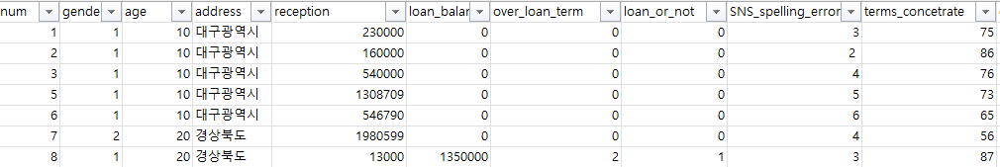 num gende age address reception loan_balan over_loan_term loan_or_not SNS_spelling_error terms_concetrate
1 1 10 대구광역시 230000 0 0 0 3 75
2 1 10 대구광역시 160000 0 0 0 2 86
3 1 10 대구광역시 540000 0 0 0 4 76
5 1 10 대구광역시 1308709 0 0 0 5 73
6 1 10 대구광역시 546790 0 0 0 6 65
7 2 20 경상북도 1980599 0 0 0 4 56
8 1 20 경상북도 13000 1350000 2 1 3 87